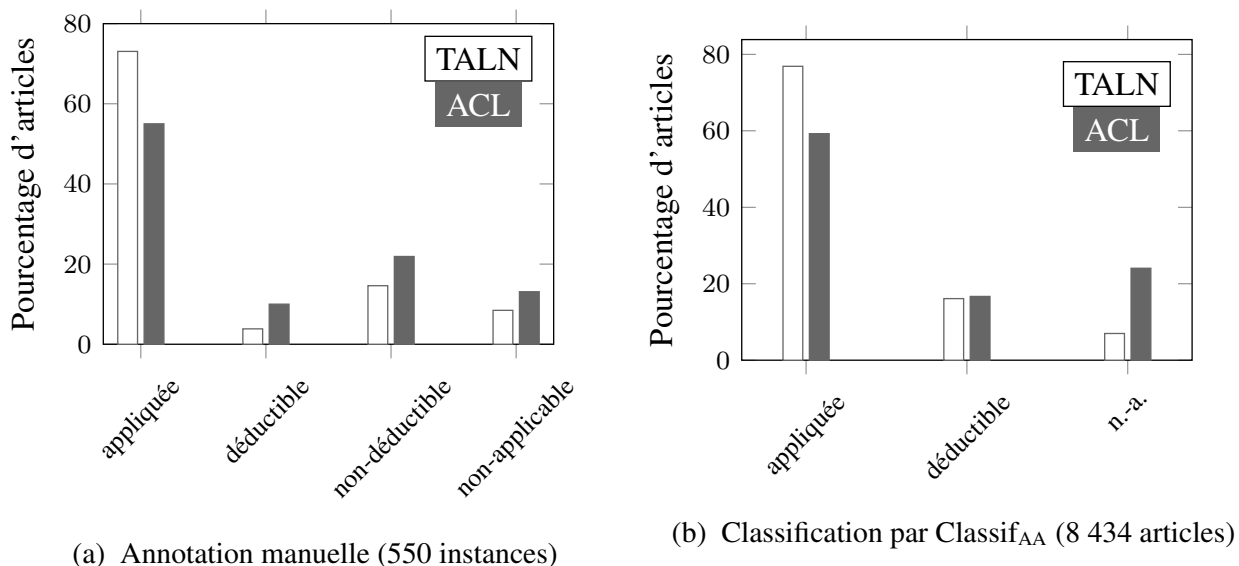 Pourcentage d'articles
80
60
40
20
0
TALN
ACL
appliquée
déductible
non-déductible
non-applicable
(a) Annotation manuelle (550 instances)
Pourcentage d'articles
80
60
40
20
0
TALN
ACL
appliquée
déductible
n.-a.
(b) Classification par ClassifAA (8 434 articles)